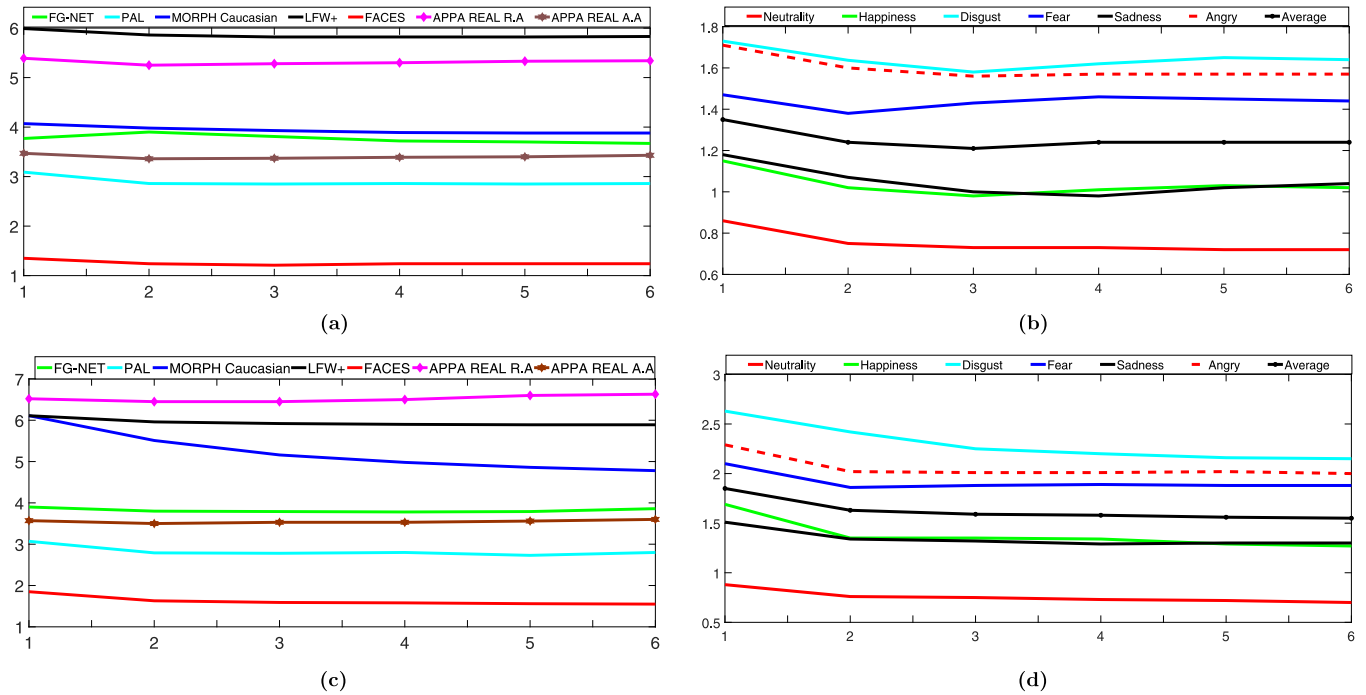 FG-NET PAL MORPH Caucasian LFW+ FACES APPA REAL R.A APPA REAL A.A
6
5
4
3
2
1
1 2 3 4 5 6
(a)
Neutrality Happiness Disgust Fear Sadness Angry Average
1.8
1.6
1.4
1.2
1
0.8
0.6
1 2 3 4 5 6
(b)
FG-NET PAL MORPH Caucasian LFW+ FACES APPA REAL R.A APPA REAL A.A
7
6
5
4
3
2
1
1 2 3 4 5 6
(c)
Neutrality Happiness Disgust Fear Sadness Angry Average
3
2.5
2
1.5
1
0.5
1 2 3 4 5 6
(d)